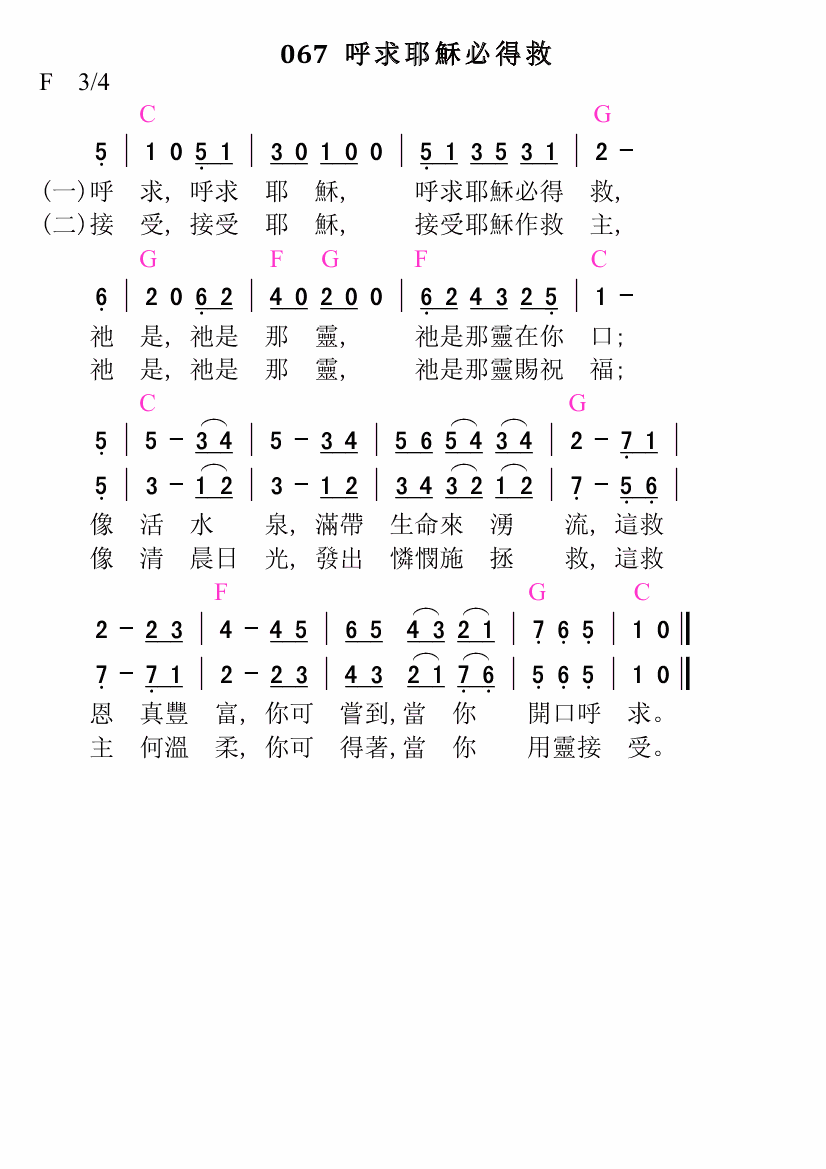 067 呼求耶穌必得救
F 3/4
C G
5 | 1 0 5 1 | 3 0 1 0 0 | 5 1 3 5 3 1 | 2 -
(一)呼 求, 呼求 耶 穌, 呼求耶穌必得 救,
(二)接 受, 接受 耶 穌, 接受耶穌作救 主,
G F G F C
6 | 2 0 6 2 | 4 0 2 0 0 | 6 2 4 3 2 5 | 1 -
祂 是, 祂是 那 靈, 祂是那靈在你 口;
祂 是, 祂是 那 靈, 祂是那靈賜祝 福;
C G
5 | 5 - 3 4 | 5 - 3 4 | 5 6 5 4 3 4 | 2 - 7 1 |
5 | 3 - 1 2 | 3 - 1 2 | 3 4 3 2 1 2 | 7 - 5 6 |
像 活 水 泉, 滿帶 生命來 湧 流, 這救
像 清 晨日 光, 發出 憐憫施 拯 救, 這救
F G C
2 - 2 3 | 4 - 4 5 | 6 5 4 3 2 1 | 7 6 5 | 1 0 ‖
7 - 7 1 | 2 - 2 3 | 4 3 2 1 7 6 | 5 6 5 | 1 0 ‖
恩 真豐 富, 你可 嘗到,當 你 開口呼 求。
主 何溫 柔, 你可 得著,當 你 用靈接 受。